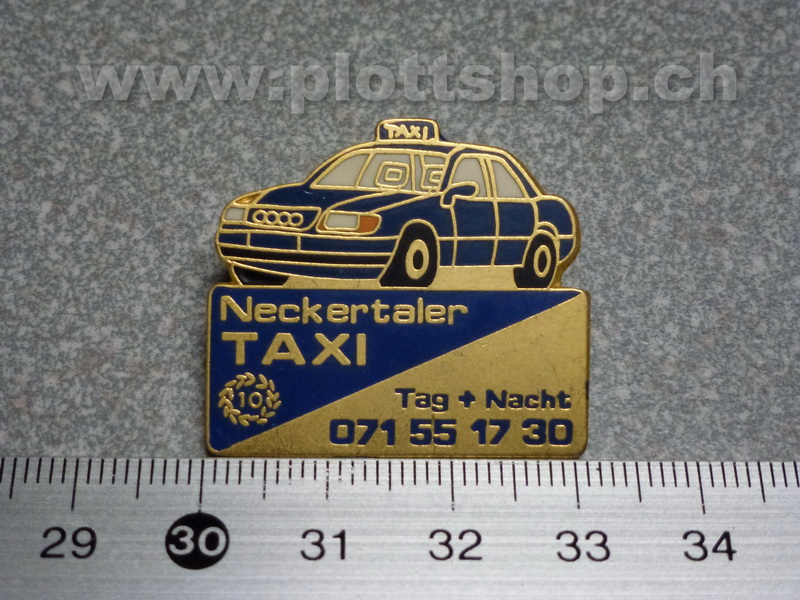 www.plottshop.ch
TAXI
Neckertaler
TAXI
10
Tag + Nacht
071 55 17 30
29 30 31 32 33 34